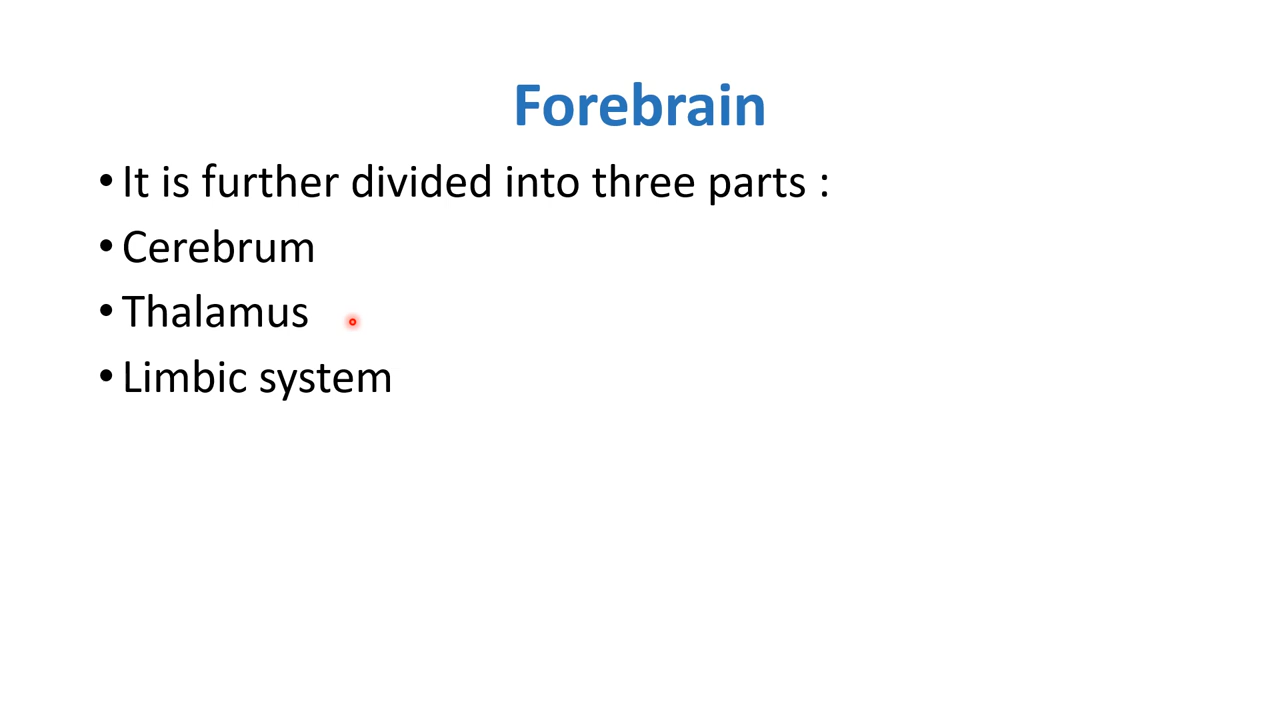 Forebrain
• It is further divided into three parts :
• Cerebrum
• Thalamus
• Limbic system